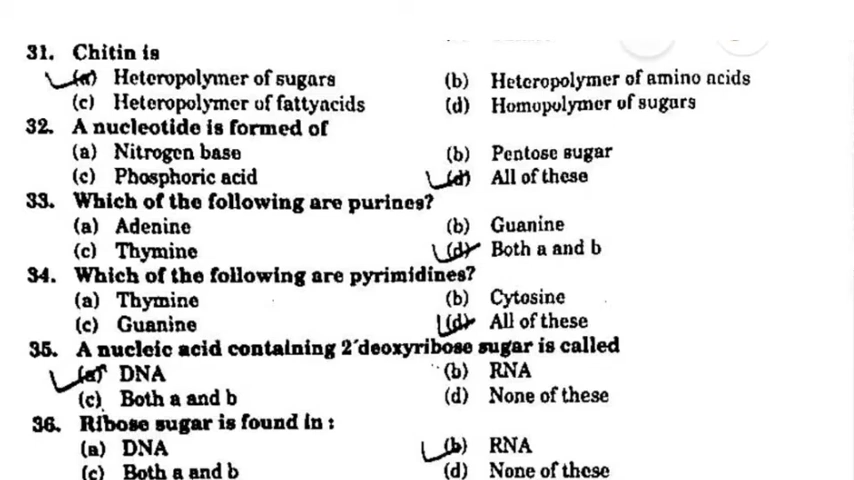 31. Chitin is
(a) Heteropolymer of sugars (b) Heteropolymer of amino acids
(c) Heteropolymer of fattyacids (d) Homopolymer of sugars
32. A nucleotide is formed of
(a) Nitrogen base (b) Pentose sugar
(c) Phosphoric acid (d) All of these
33. Which of the following are purines?
(a) Adenine (b) Guanine
(c) Thymine (d) Both a and b
34. Which of the following are pyrimidines?
(a) Thymine (b) Cytosine
(c) Guanine (d) All of these
35. A nucleic acid containing 2'deoxyribose sugar is called
(a) DNA (b) RNA
(c) Both a and b (d) None of these
36. Ribose sugar is found in :
(a) DNA (b) RNA
(c) Both a and b (d) None of these